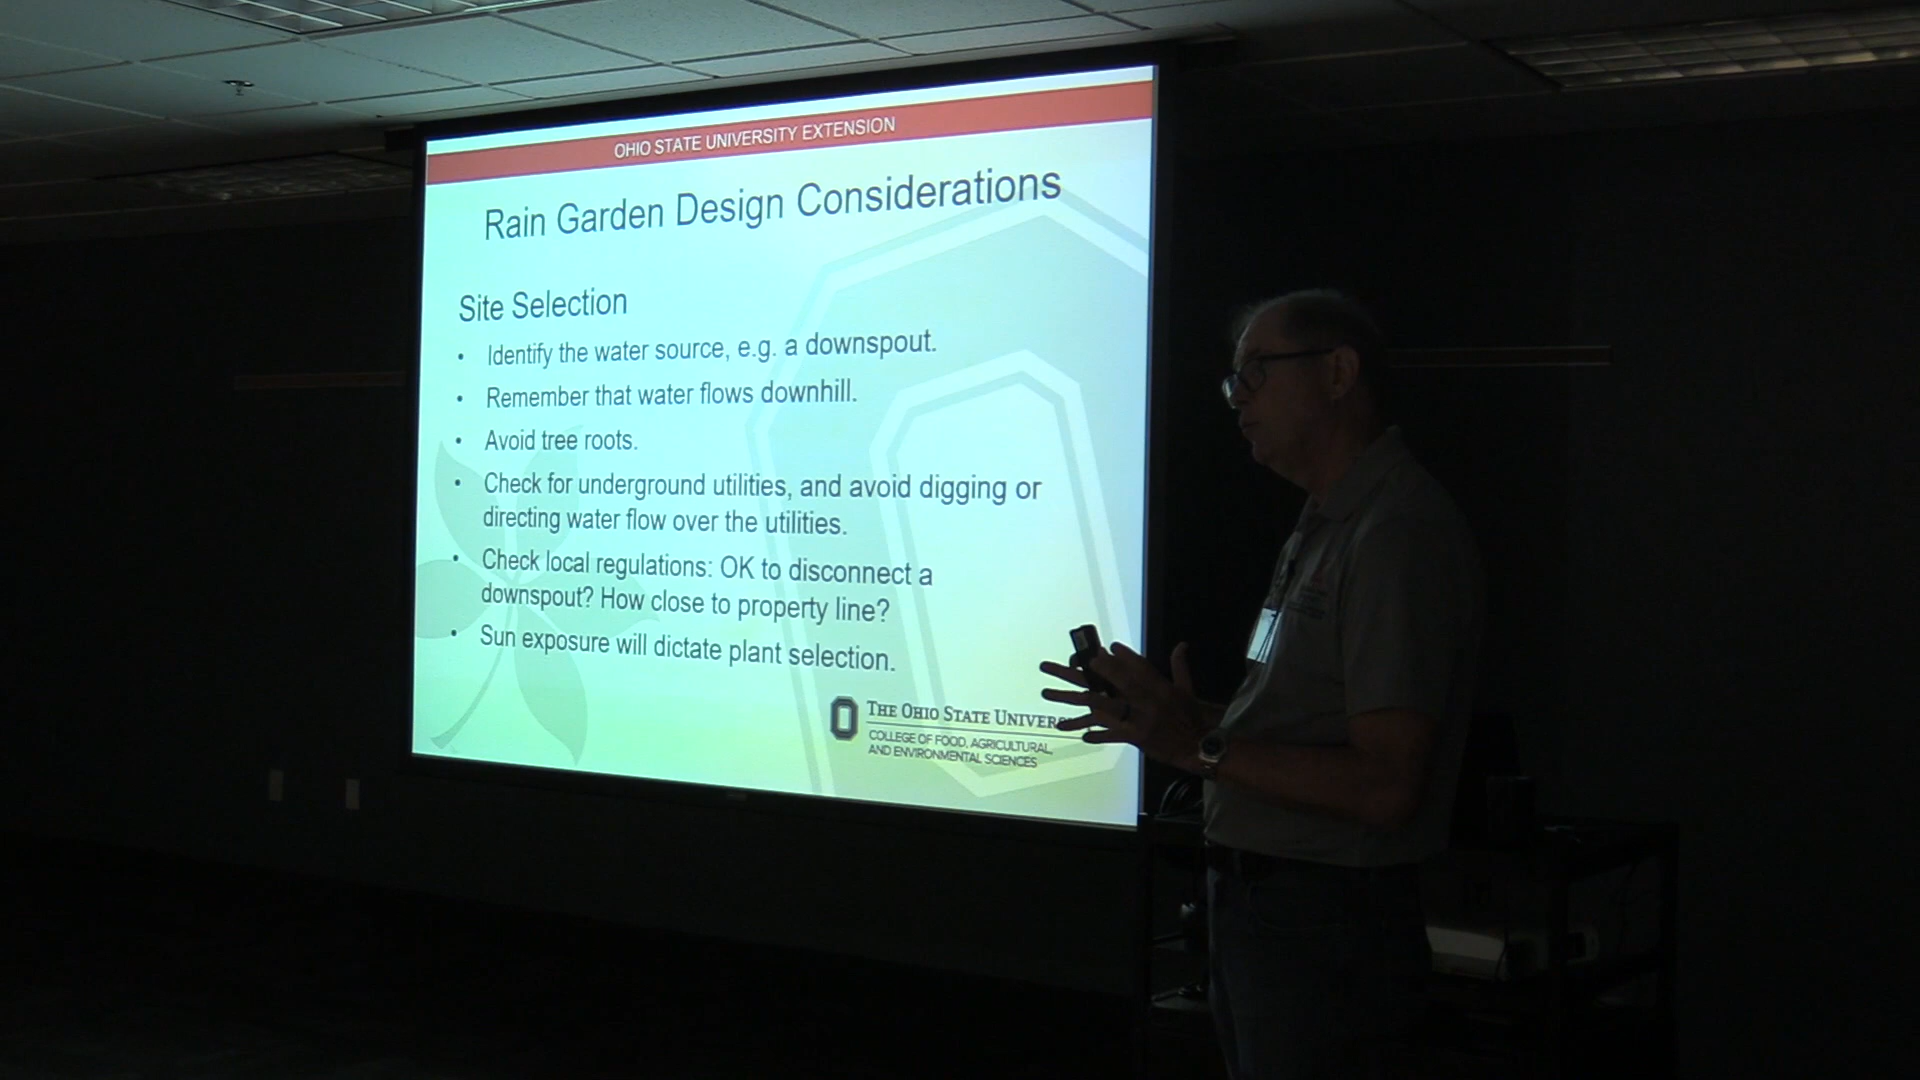 OHIO STATE UNIVERSITY EXTENSION
Rain Garden Design Considerations
Site Selection
• Identify the water source, e.g. a downspout.
• Remember that water flows downhill.
• Avoid tree roots.
• Check for underground utilities, and avoid digging or
directing water flow over the utilities.
• Check local regulations: OK to disconnect a
downspout? How close to property line?
• Sun exposure will dictate plant selection.
THE OHIO STATE
COLLEGE OF FOOD, AGRICULTURAL,
AND ENVIRONMENTAL SCIENCES